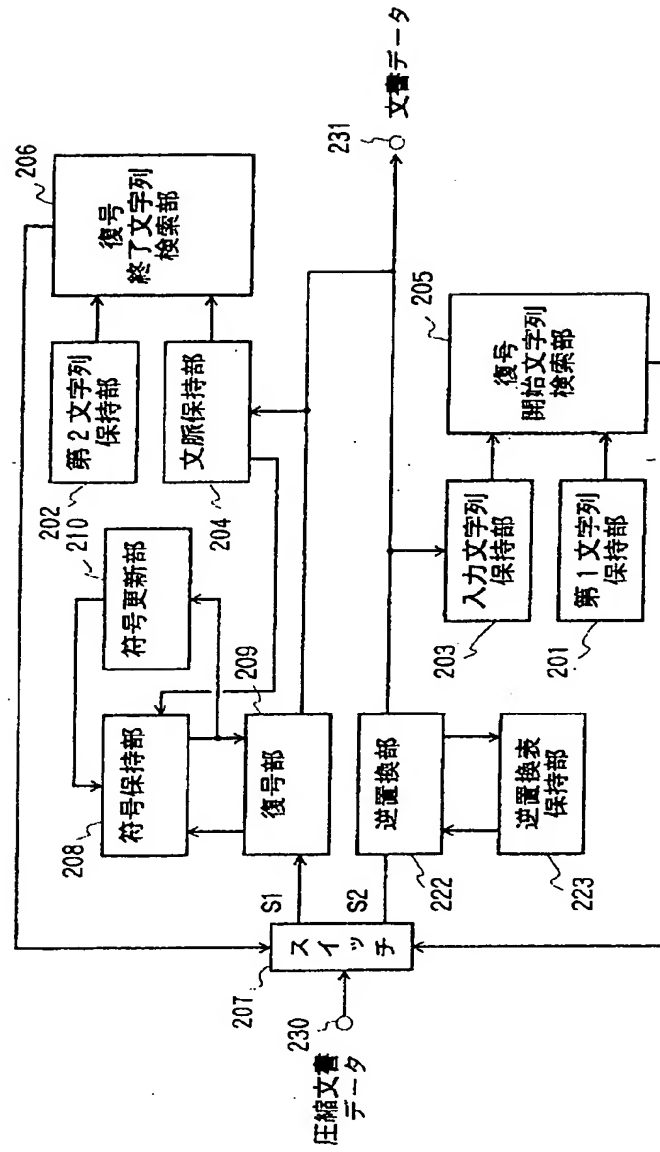 圧縮文書
データ
230
207
スイッチ
S1
S2
208
符号保持部
210
符号更新部
209
復号部
202
第2文字列
保持部
204
文脈保持部
206
復号
終了文字列
検索部
222
逆置換部
223
逆置換表
保持部
203
入力文字列
保持部
201
第1文字列
保持部
205
復号
開始文字列
検索部
231
文書データ